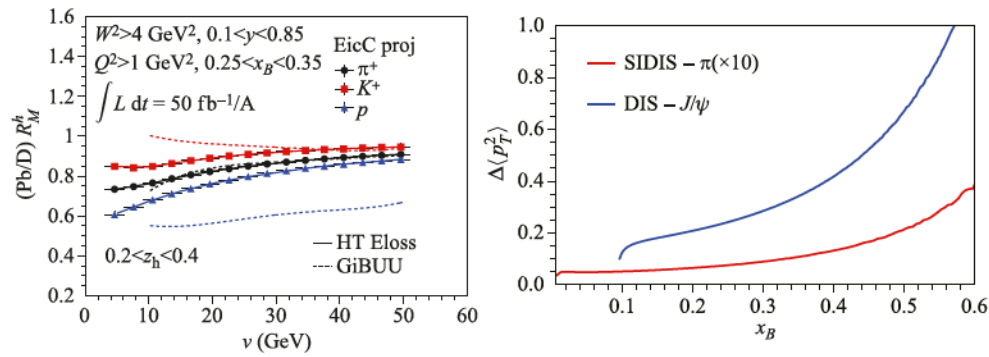 1.6
1.4
1.2
1
0.8
0.6
0.4
0.2
(Pb/D) R_M^h
W²>4 GeV², 0.1<y<0.85
Q²>1 GeV², 0.25<x_B<0.35
∫ L dt = 50 fb⁻¹/A
EicC proj
π⁺
K⁺
p
0.2<z_h<0.4
HT Eloss
GiBUU
0 10 20 30 40 50 60
ν (GeV)
1.0
0.8
0.6
0.4
0.2
0.0
Δ⟨p_T²⟩
SIDIS – π(×10)
DIS – J/ψ
0.1 0.2 0.3 0.4 0.5 0.6
x_B